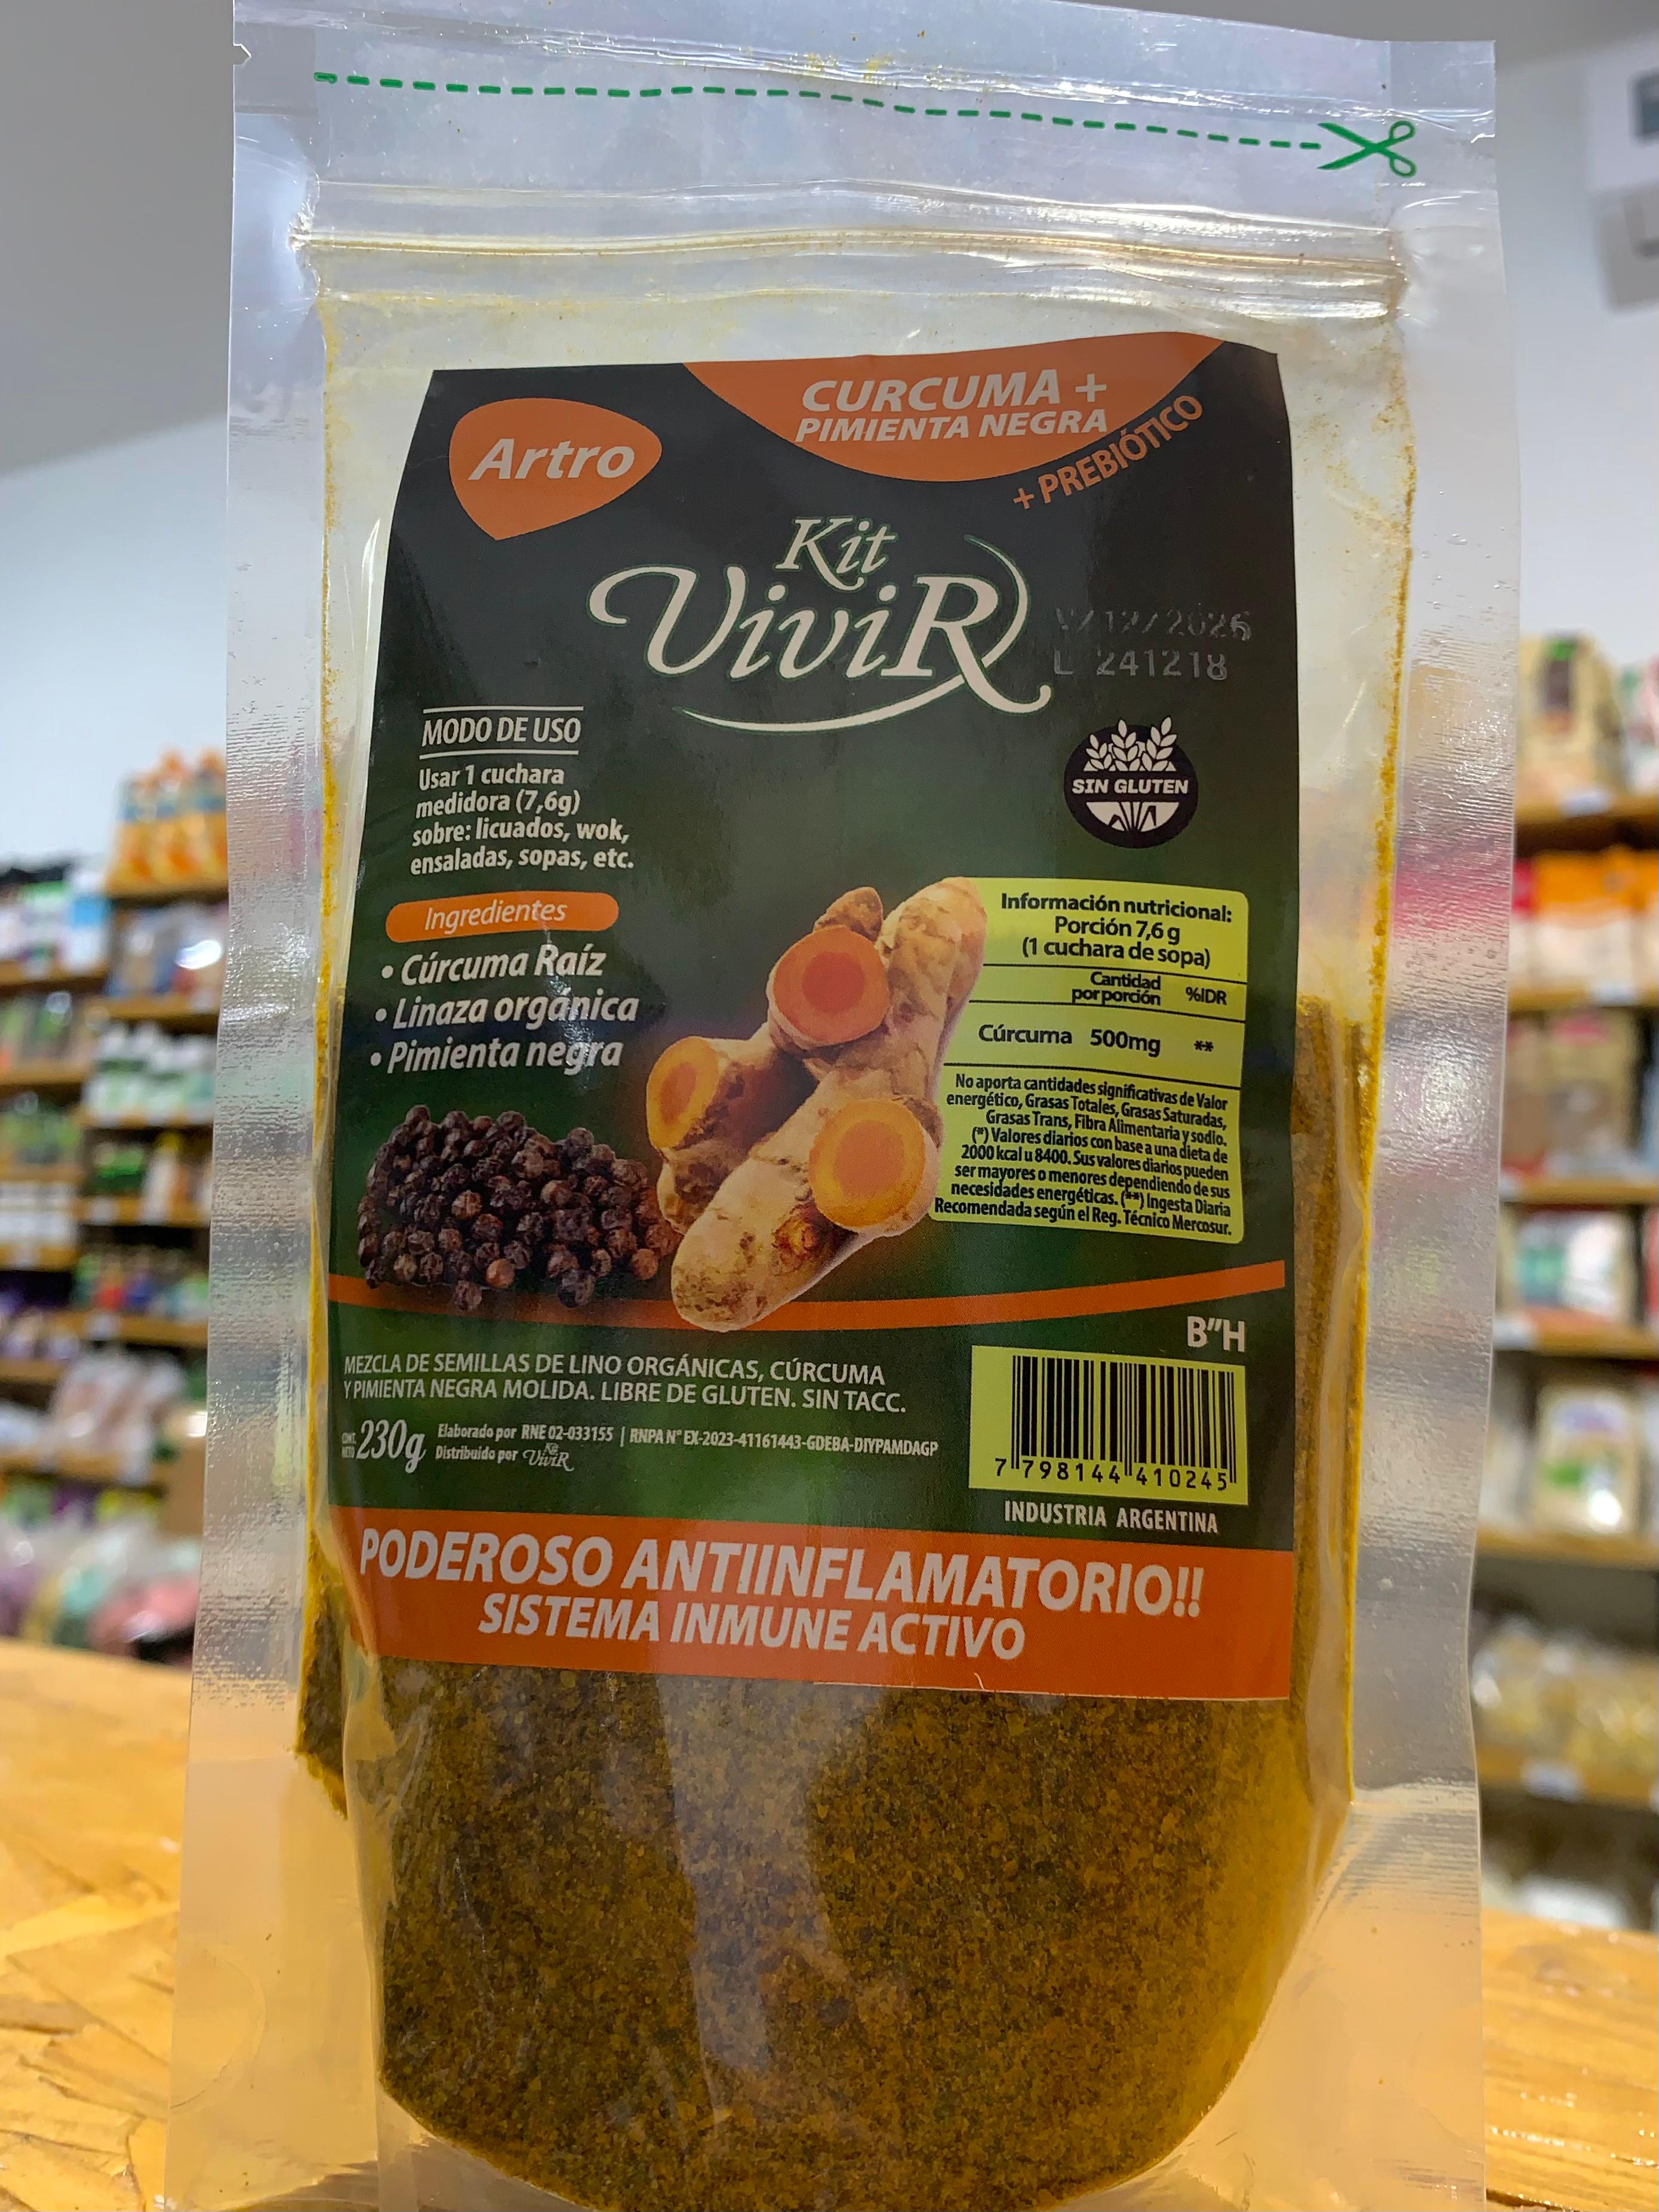 Artro
CURCUMA +
PIMIENTA NEGRA
+ PREBIÓTICO
Kit
ViviR
V/12/2026
L 241218
MODO DE USO
Usar 1 cuchara
medidora (7,6g)
sobre: licuados, wok,
ensaladas, sopas, etc.
SIN GLUTEN
Ingredientes
• Cúrcuma Raíz
• Linaza orgánica
• Pimienta negra
Información nutricional:
Porción 7,6 g
(1 cuchara de sopa)
Cantidad
por porción %IDR
Cúrcuma 500mg **
No aporta cantidades significativas de Valor
energético, Grasas Totales, Grasas Saturadas,
Grasas Trans, Fibra Alimentaria y sodio.
(*) Valores diarios con base a una dieta de
2000 kcal u 8400. Sus valores diarios pueden
ser mayores o menores dependiendo de sus
necesidades energéticas. (**) Ingesta Diaria
Recomendada según el Reg. Técnico Mercosur.
B"H
MEZCLA DE SEMILLAS DE LINO ORGÁNICAS, CÚRCUMA
Y PIMIENTA NEGRA MOLIDA. LIBRE DE GLUTEN. SIN TACC.
CONT. NETO 230g
Elaborado por RNE 02-033155 | RNPA N° EX-2023-41161443-GDEBA-DIYPAMDAGP
Distribuido por Kit ViviR
7 798144 410245
INDUSTRIA ARGENTINA
PODEROSO ANTIINFLAMATORIO!!
SISTEMA INMUNE ACTIVO